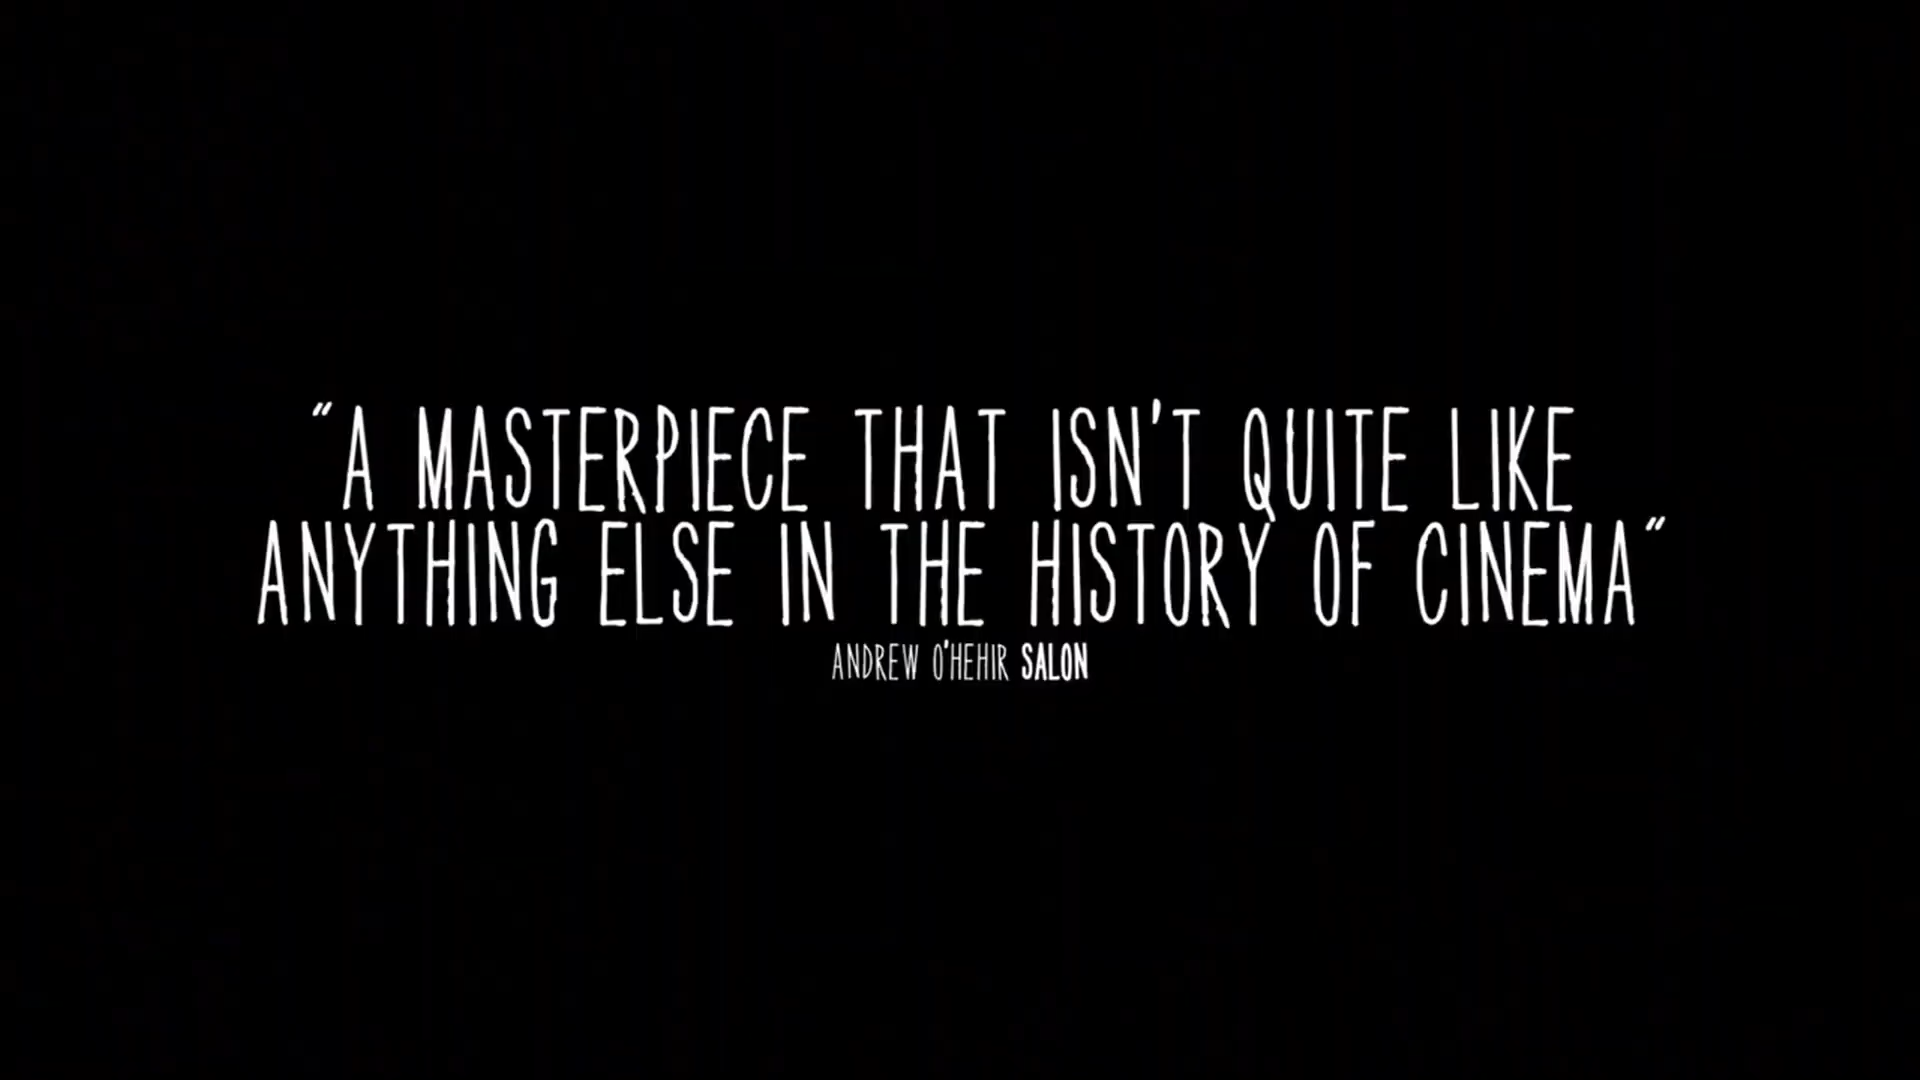 "A MASTERPIECE THAT ISN'T QUITE LIKE
ANYTHING ELSE IN THE HISTORY OF CINEMA"
ANDREW O'HEHIR SALON